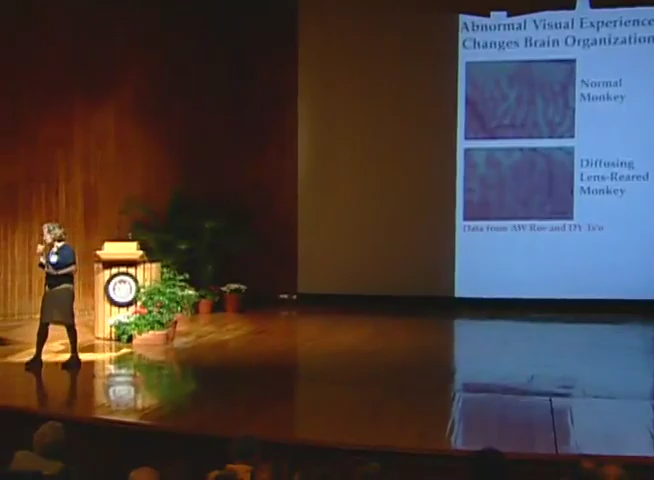 Abnormal Visual Experience
Changes Brain Organization
Normal
Monkey
Diffusing
Lens-Reared
Monkey
Data from AW Roe and DY Ts'o